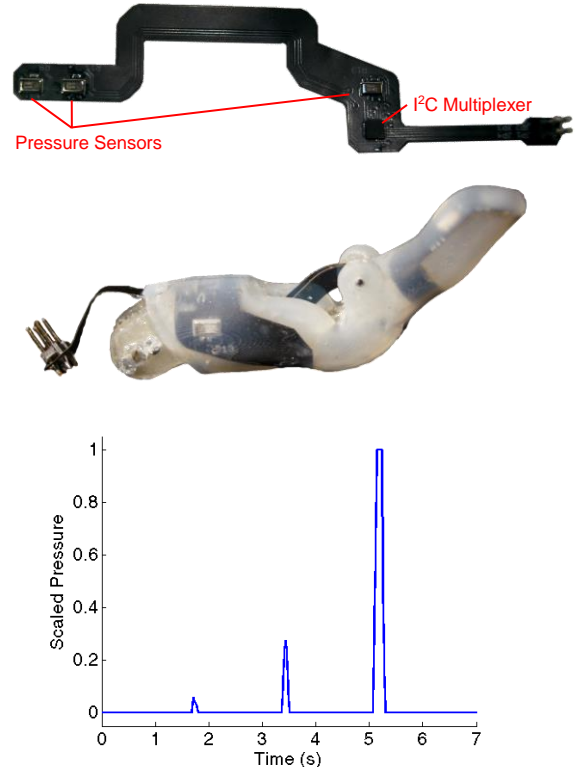 I²C Multiplexer
Pressure Sensors
1
0.8
0.6
0.4
0.2
0
Scaled Pressure
0 1 2 3 4 5 6 7
Time (s)